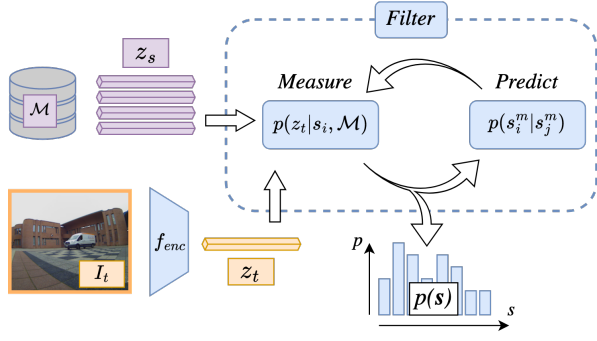 Filter
z_s
Measure
Predict
M
p(z_t|s_i, M)
p(s_i^m|s_j^m)
f_enc
I_t
z_t
p
p(s)
s